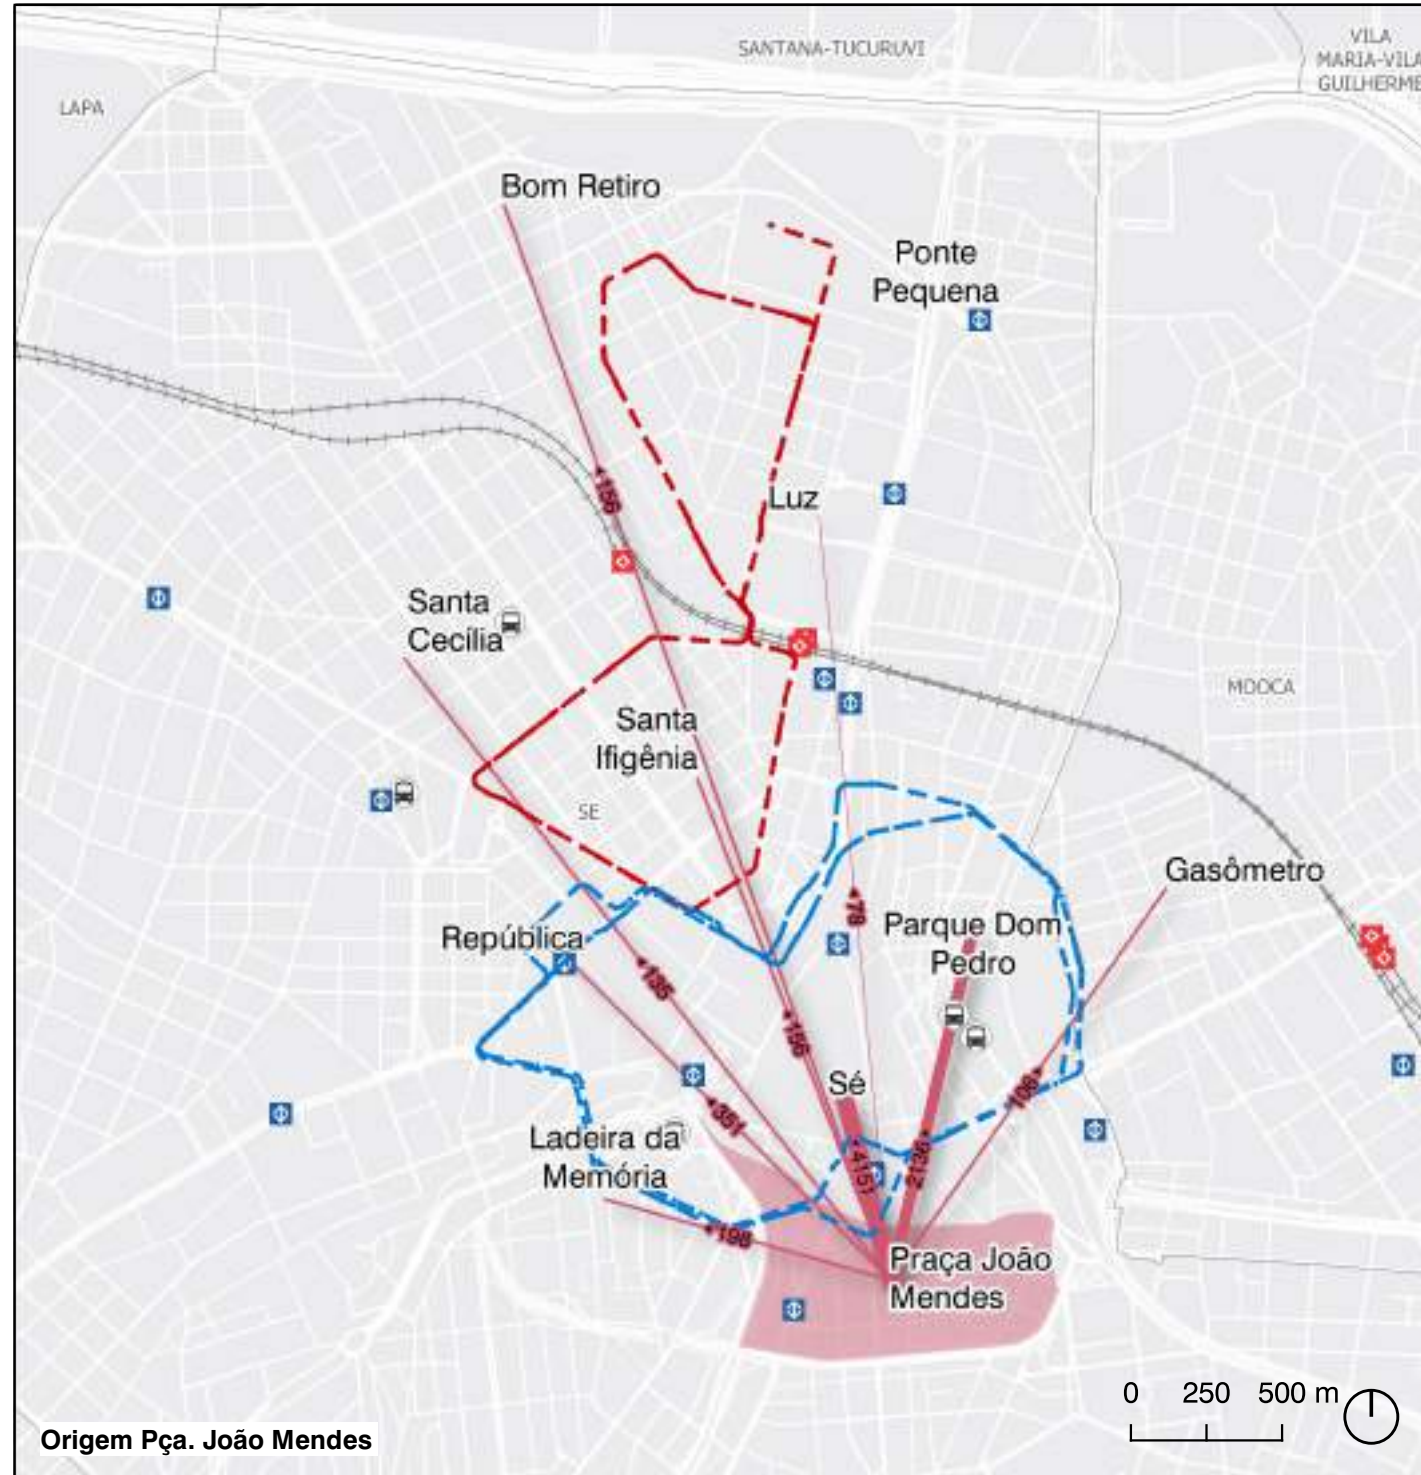 SANTANA-TUCURUVI
VILA
MARIA-VILA
GUILHERME
LAPA
Bom Retiro
Ponte
Pequena
Luz
156
Santa
Cecília
MOOCA
Santa
Ifigênia
SE
Gasômetro
78
Parque Dom
Pedro
República
135
156
Sé
106
351
Ladeira da
Memória
4151
2136
198
Praça João
Mendes
0 250 500 m
Origem Pça. João Mendes